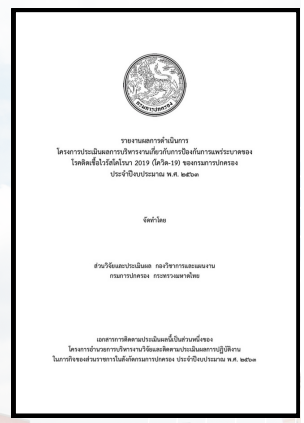 กรมการปกครอง
รายงานผลการดำเนินการ
โครงการประเมินผลการบริหารงานเกี่ยวกับการป้องกันการแพร่ระบาดของ
โรคติดเชื้อไวรัสโคโรนา 2019 (โควิด-19) ของกรมการปกครอง
ประจำปีงบประมาณ พ.ศ. ๒๕๖๓
จัดทำโดย
ส่วนวิจัยและประเมินผล กองวิชาการและแผนงาน
กรมการปกครอง กระทรวงมหาดไทย
เอกสารการติดตามประเมินผลนี้เป็นส่วนหนึ่งของ
โครงการอำนวยการบริหารงานวิจัยและติดตามประเมินผลการปฏิบัติงาน
ในภารกิจของส่วนราชการในสังกัดกรมการปกครอง ประจำปีงบประมาณ พ.ศ. ๒๕๖๓